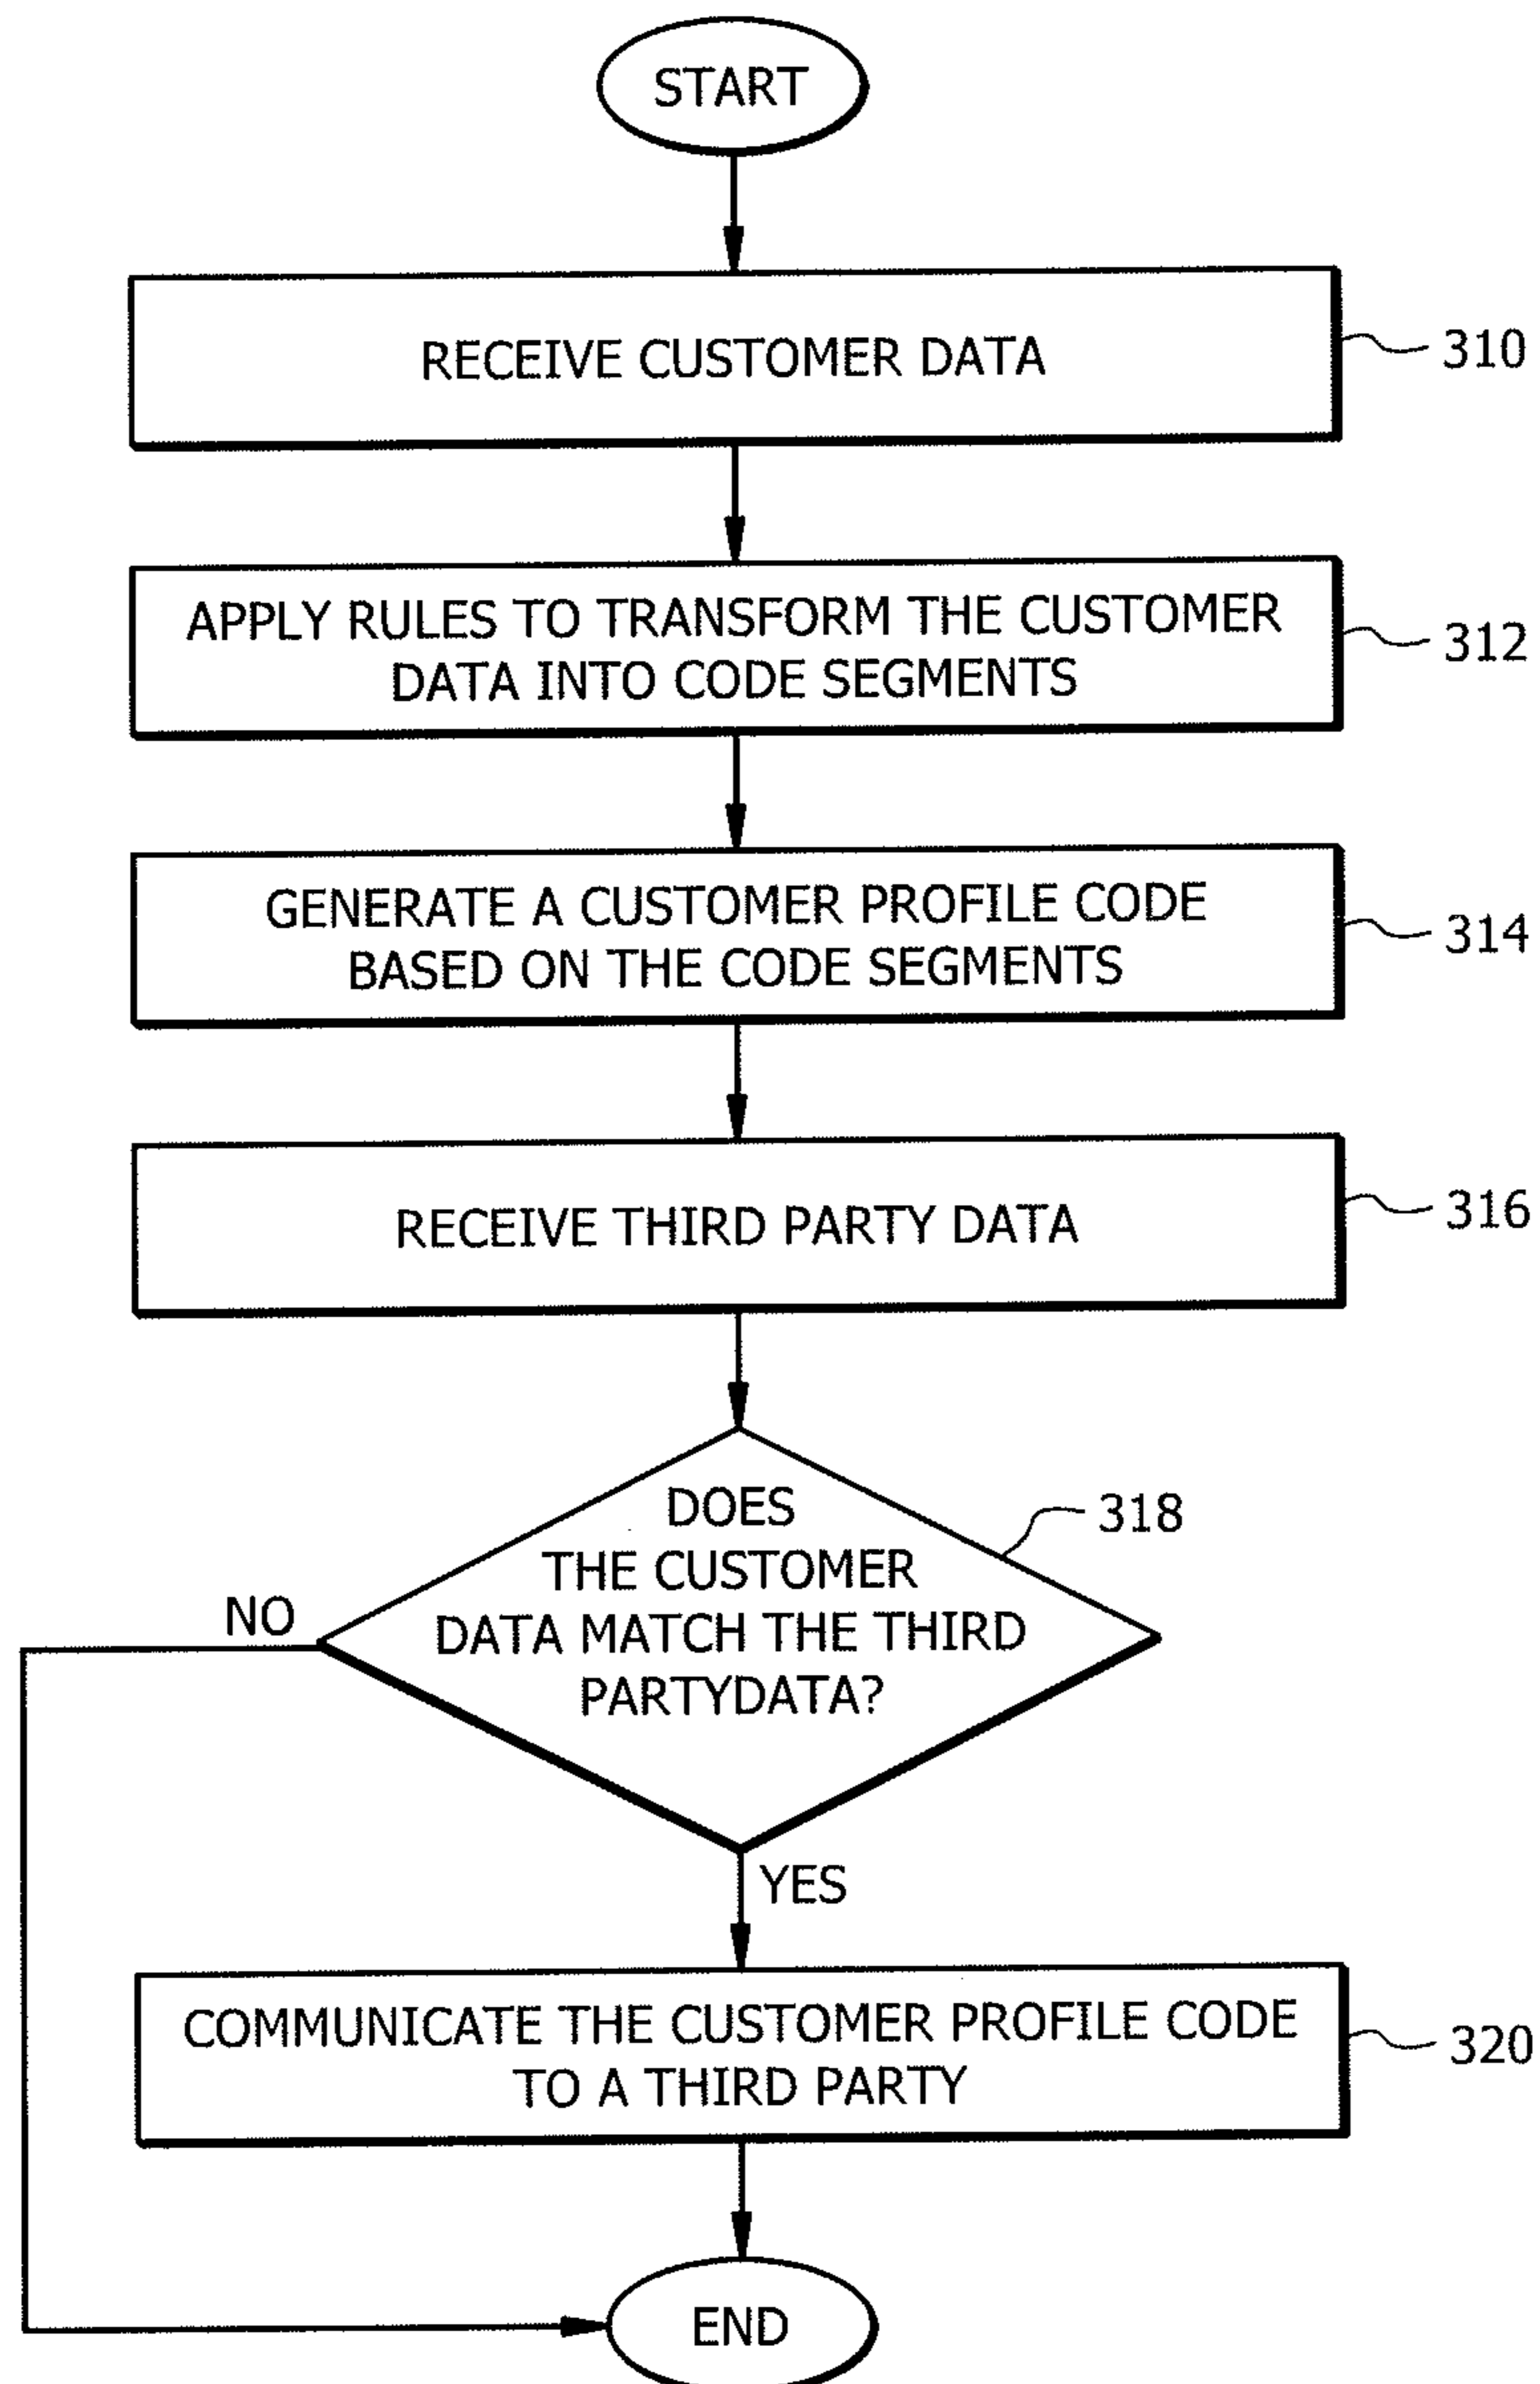 START
RECEIVE CUSTOMER DATA
310
APPLY RULES TO TRANSFORM THE CUSTOMER
DATA INTO CODE SEGMENTS
312
GENERATE A CUSTOMER PROFILE CODE
BASED ON THE CODE SEGMENTS
314
RECEIVE THIRD PARTY DATA
316
DOES
THE CUSTOMER
DATA MATCH THE THIRD
PARTYDATA?
318
NO
YES
COMMUNICATE THE CUSTOMER PROFILE CODE
TO A THIRD PARTY
320
END